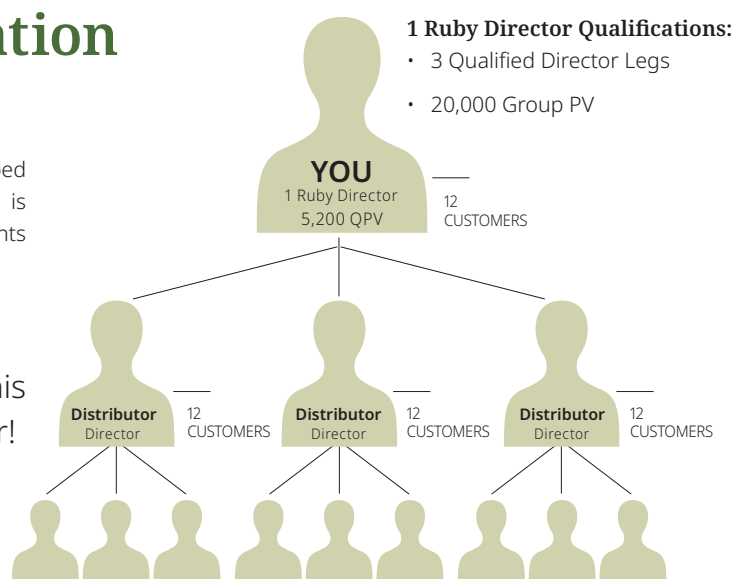 1 Ruby Director Qualifications:
• 3 Qualified Director Legs
• 20,000 Group PV
is
YOU
1 Ruby Director
5,200 QPV
12
CUSTOMERS
Distributor
Director
12
CUSTOMERS
Distributor
Director
12
CUSTOMERS
Distributor
Director
12
CUSTOMERS